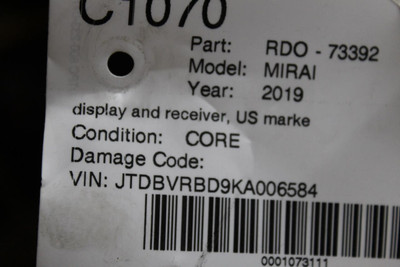 C1070
Part: RDO - 73392
Model: MIRAI
Year: 2019
display and receiver, US marke
Condition: CORE
Damage Code:
VIN: JTDBVRBD9KA006584
0001073111